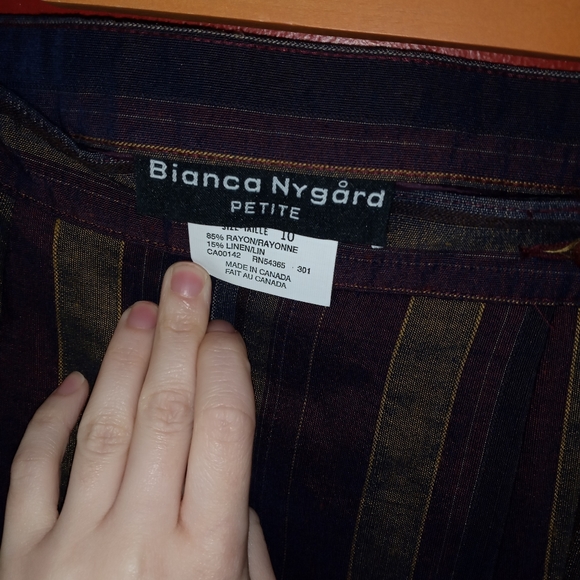 Bianca Nygård
PETITE
SIZE-TAILLE 10
85% RAYON/RAYONNE
15% LINEN/LIN
CA00142 RN54365 301
MADE IN CANADA
FAIT AU CANADA